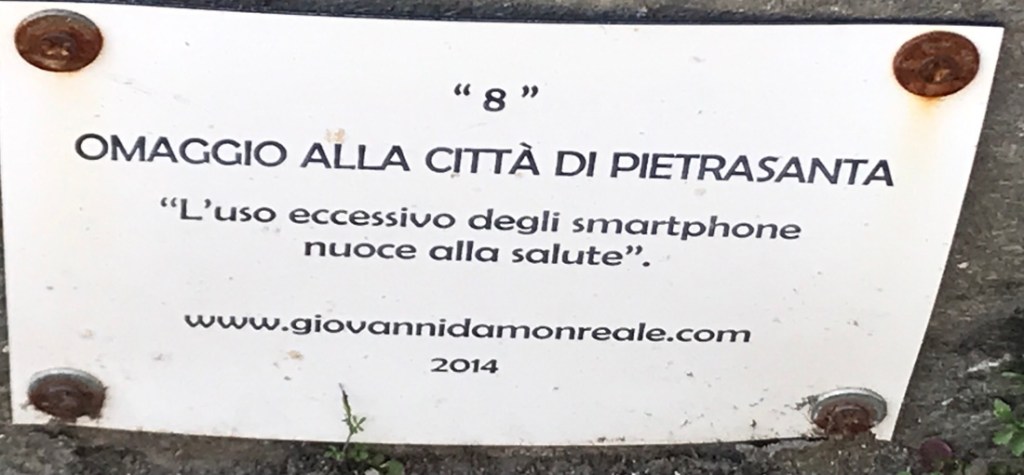 “ 8 ”
OMAGGIO ALLA CITTÀ DI PIETRASANTA
“L’uso eccessivo degli smartphone
nuoce alla salute”.
www.giovannidamonreale.com
2014